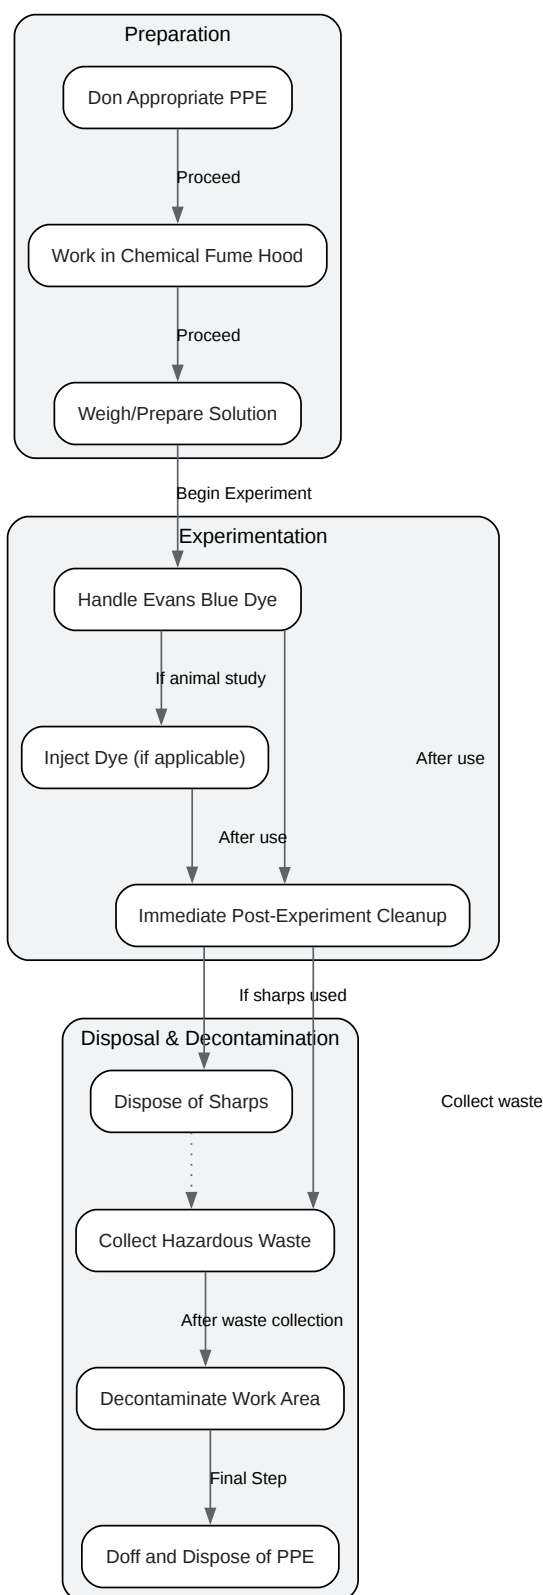 Preparation
Don Appropriate PPE
Proceed
Work in Chemical Fume Hood
Proceed
Weigh/Prepare Solution
Begin Experiment
Experimentation
Handle Evans Blue Dye
If animal study
Inject Dye (if applicable)
After use
After use
Immediate Post-Experiment Cleanup
If sharps used
Disposal & Decontamination
Dispose of Sharps
Collect waste
Collect Hazardous Waste
After waste collection
Decontaminate Work Area
Final Step
Doff and Dispose of PPE